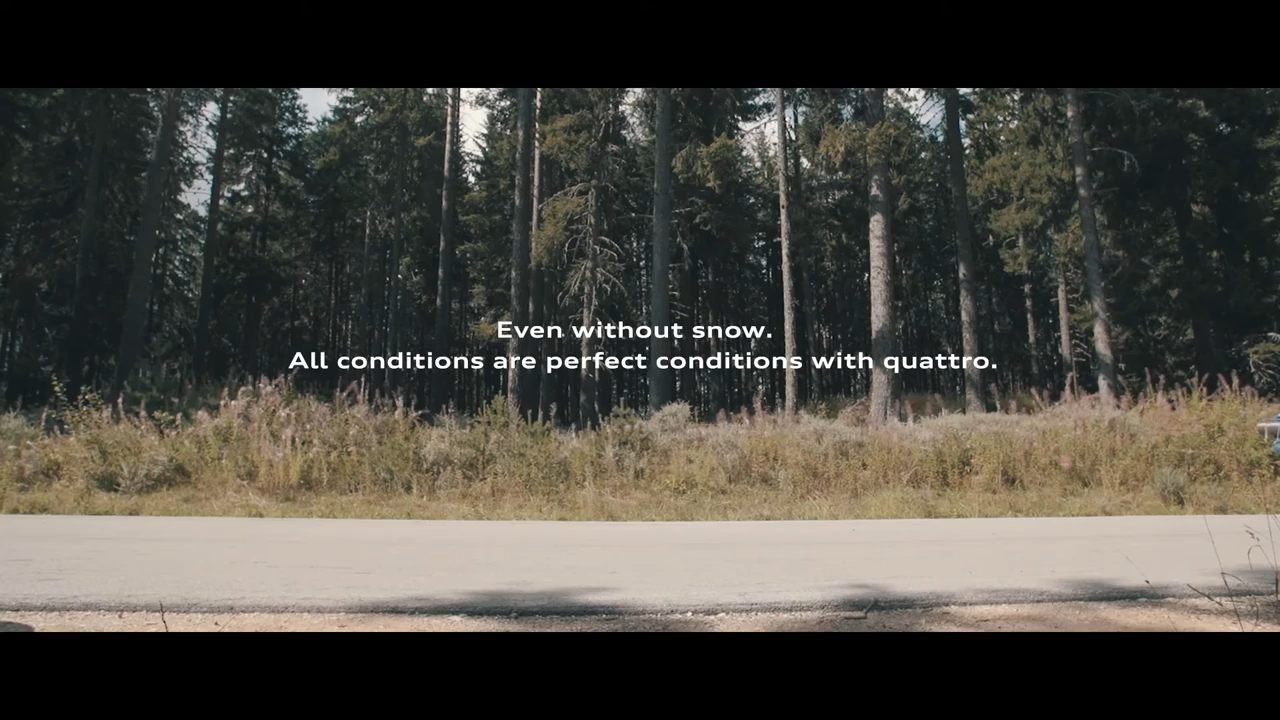 Even without snow.
All conditions are perfect conditions with quattro.